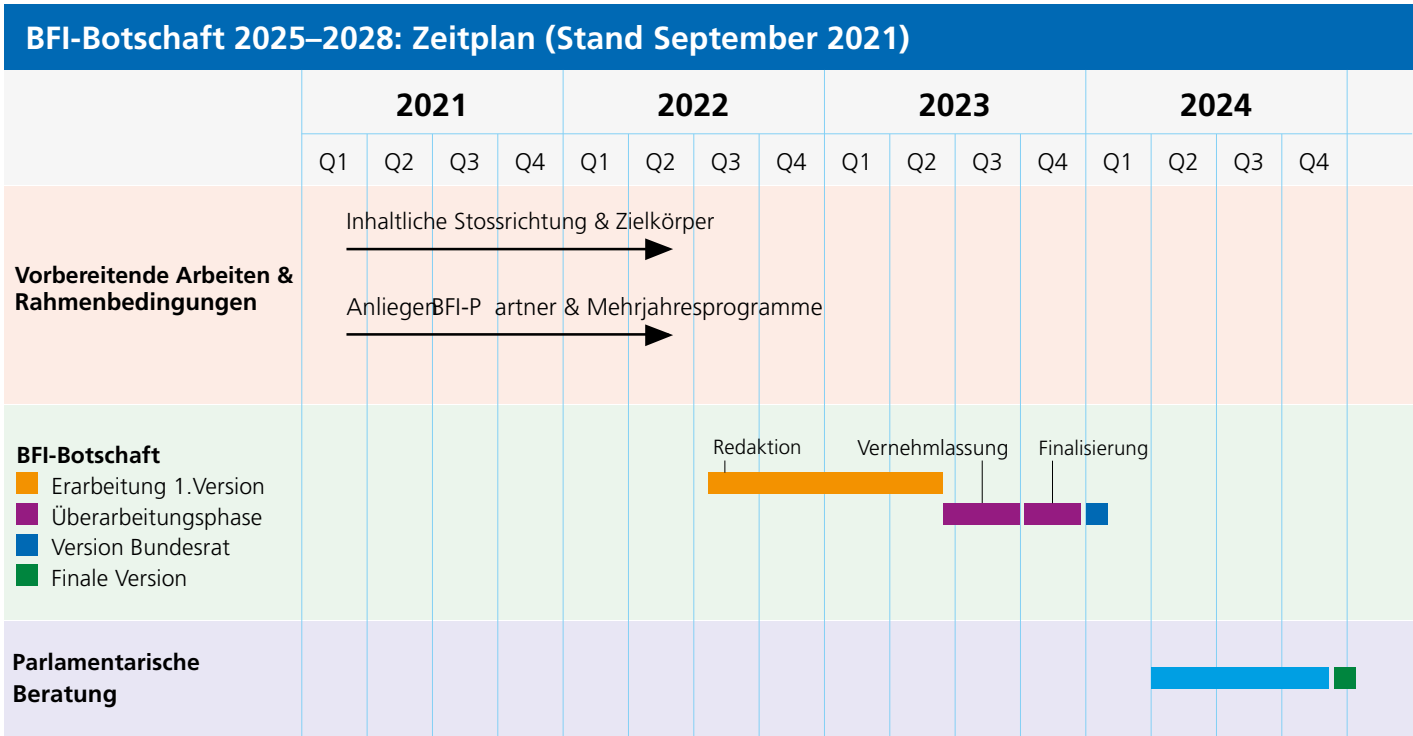 BFI-Botschaft 2025–2028: Zeitplan (Stand September 2021)
2021 2022 2023 2024
Q1 Q2 Q3 Q4 Q1 Q2 Q3 Q4 Q1 Q2 Q3 Q4 Q1 Q2 Q3 Q4
Inhaltliche Stossrichtung & Zielkörper
Vorbereitende Arbeiten &
Rahmenbedingungen
Anliegen BFI-P artner & Mehrjahresprogramme
BFI-Botschaft
Redaktion Vernehmlassung Finalisierung
Erarbeitung 1.Version
Überarbeitungsphase
Version Bundesrat
Finale Version
Parlamentarische
Beratung